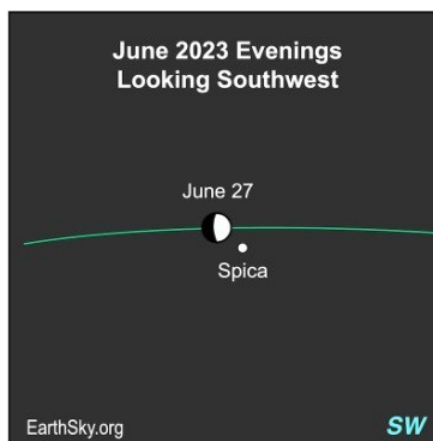 June 2023 Evenings
Looking Southwest
June 27
Spica
EarthSky.org
SW